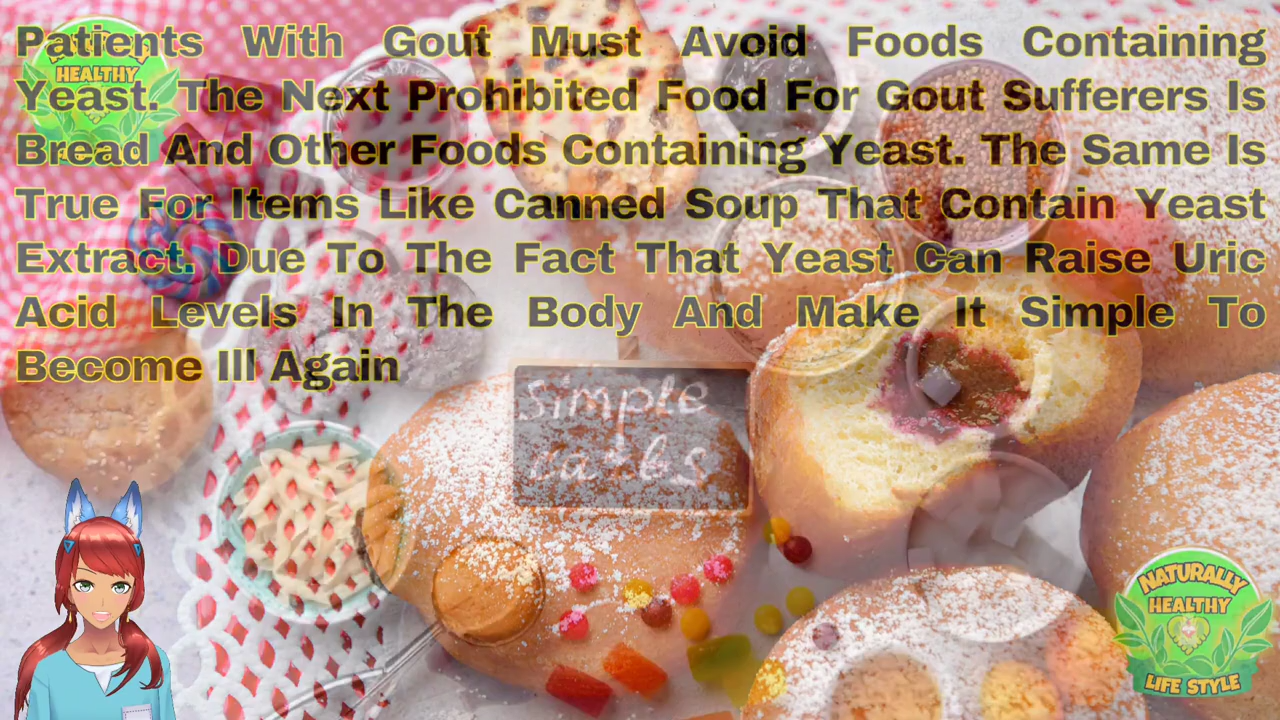 Patients With Gout Must Avoid Foods Containing
Yeast. The Next Prohibited Food For Gout Sufferers Is
Bread And Other Foods Containing Yeast. The Same Is
True For Items Like Canned Soup That Contain Yeast
Extract. Due To The Fact That Yeast Can Raise Uric
Acid Levels In The Body And Make It Simple To
Become Ill Again
HEALTHY
simple
carbs
NATURALLY
HEALTHY
LIFE STYLE